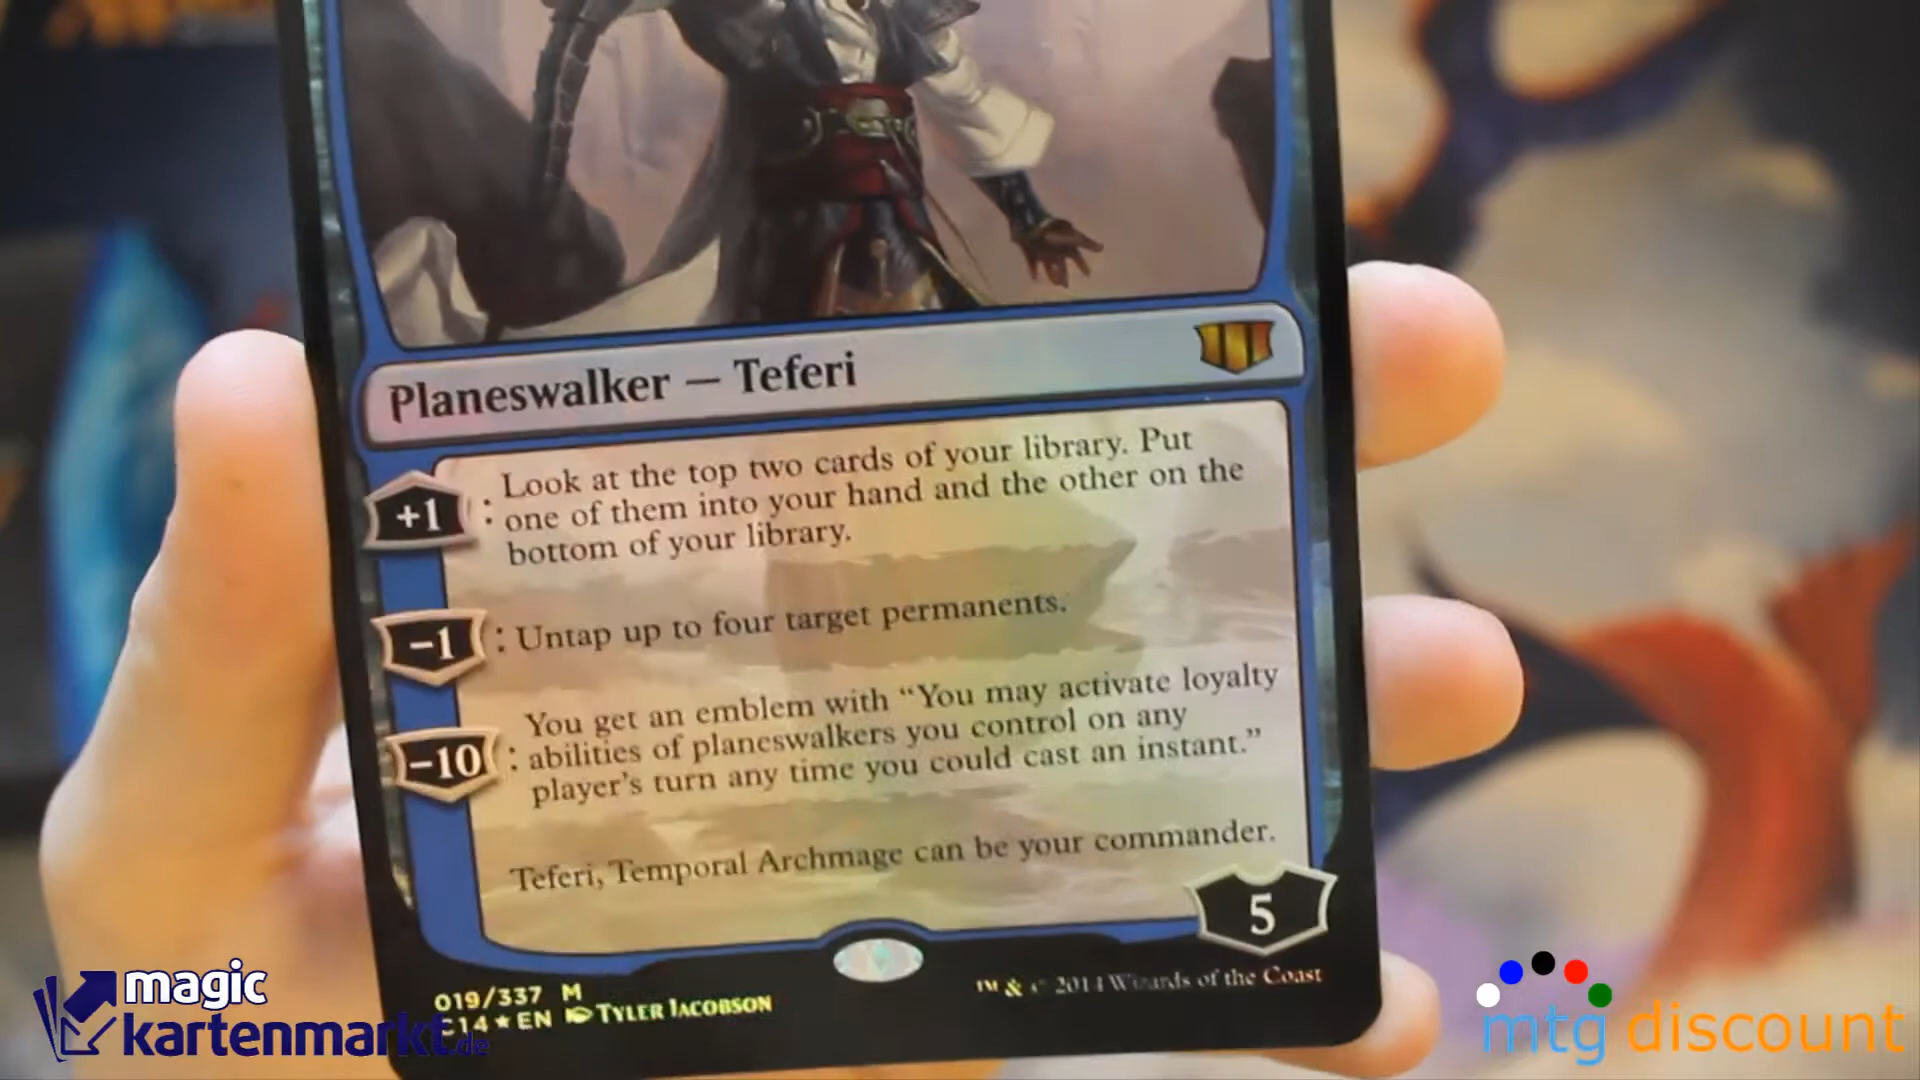 Planeswalker — Teferi
+1 : Look at the top two cards of your library. Put
one of them into your hand and the other on the
bottom of your library.
−1 : Untap up to four target permanents.
−10 : You get an emblem with “You may activate loyalty
abilities of planeswalkers you control on any
player's turn any time you could cast an instant.”
Teferi, Temporal Archmage can be your commander.
5
019/337 M
C14★EN Tyler Jacobson
™ & © 2014 Wizards of the Coast
magic
kartenmarkt.de
mtg discount